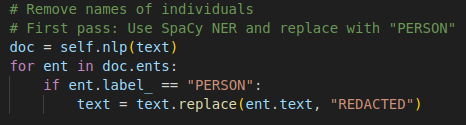 # Remove names of individuals
# First pass: Use SpaCy NER and replace with "PERSON"
doc = self.nlp(text)
for ent in doc.ents:
    if ent.label_ == "PERSON":
        text = text.replace(ent.text, "REDACTED")